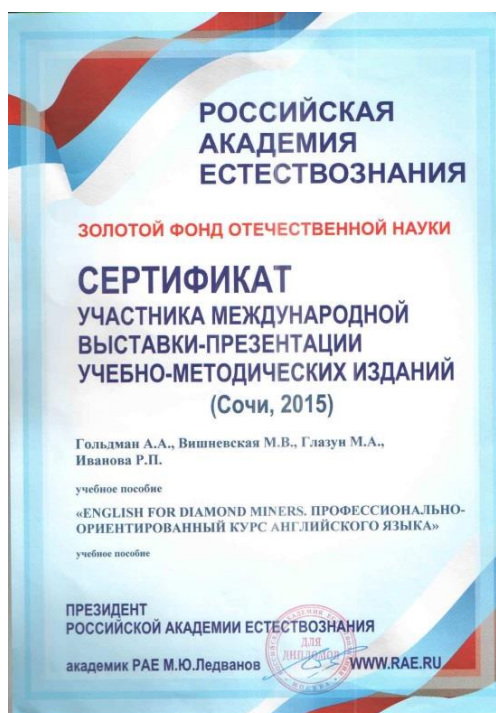 РОССИЙСКАЯ
АКАДЕМИЯ
ЕСТЕСТВОЗНАНИЯ
ЗОЛОТОЙ ФОНД ОТЕЧЕСТВЕННОЙ НАУКИ
СЕРТИФИКАТ
УЧАСТНИКА МЕЖДУНАРОДНОЙ
ВЫСТАВКИ-ПРЕЗЕНТАЦИИ
УЧЕБНО-МЕТОДИЧЕСКИХ ИЗДАНИЙ
(Сочи, 2015)
Гольдман А.А., Вишневская М.В., Глазун М.А.,
Иванова Р.П.
учебное пособие
«ENGLISH FOR DIAMOND MINERS. ПРОФЕССИОНАЛЬНО-
ОРИЕНТИРОВАННЫЙ КУРС АНГЛИЙСКОГО ЯЗЫКА»
учебное пособие
ПРЕЗИДЕНТ
РОССИЙСКОЙ АКАДЕМИИ ЕСТЕСТВОЗНАНИЯ
академик РАЕ М.Ю.Ледванов
ДЛЯ
ДИПЛОМОВ
МОСКВА
WWW.RAE.RU